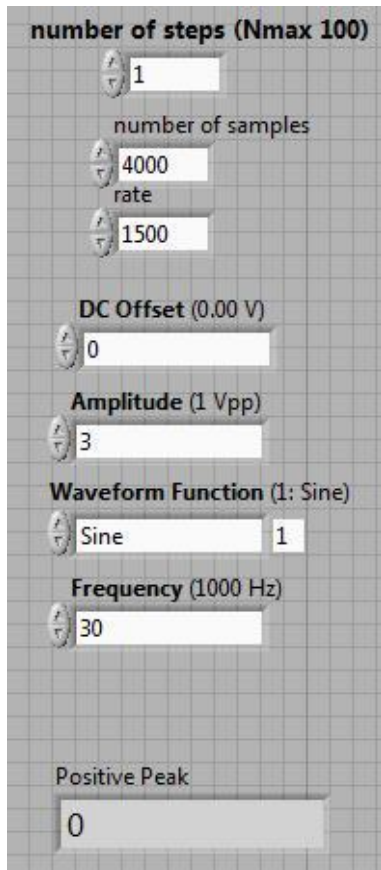 number of steps (Nmax 100)
1
number of samples
4000
rate
1500
DC Offset (0.00 V)
0
Amplitude (1 Vpp)
3
Waveform Function (1: Sine)
Sine 1
Frequency (1000 Hz)
30
Positive Peak
0